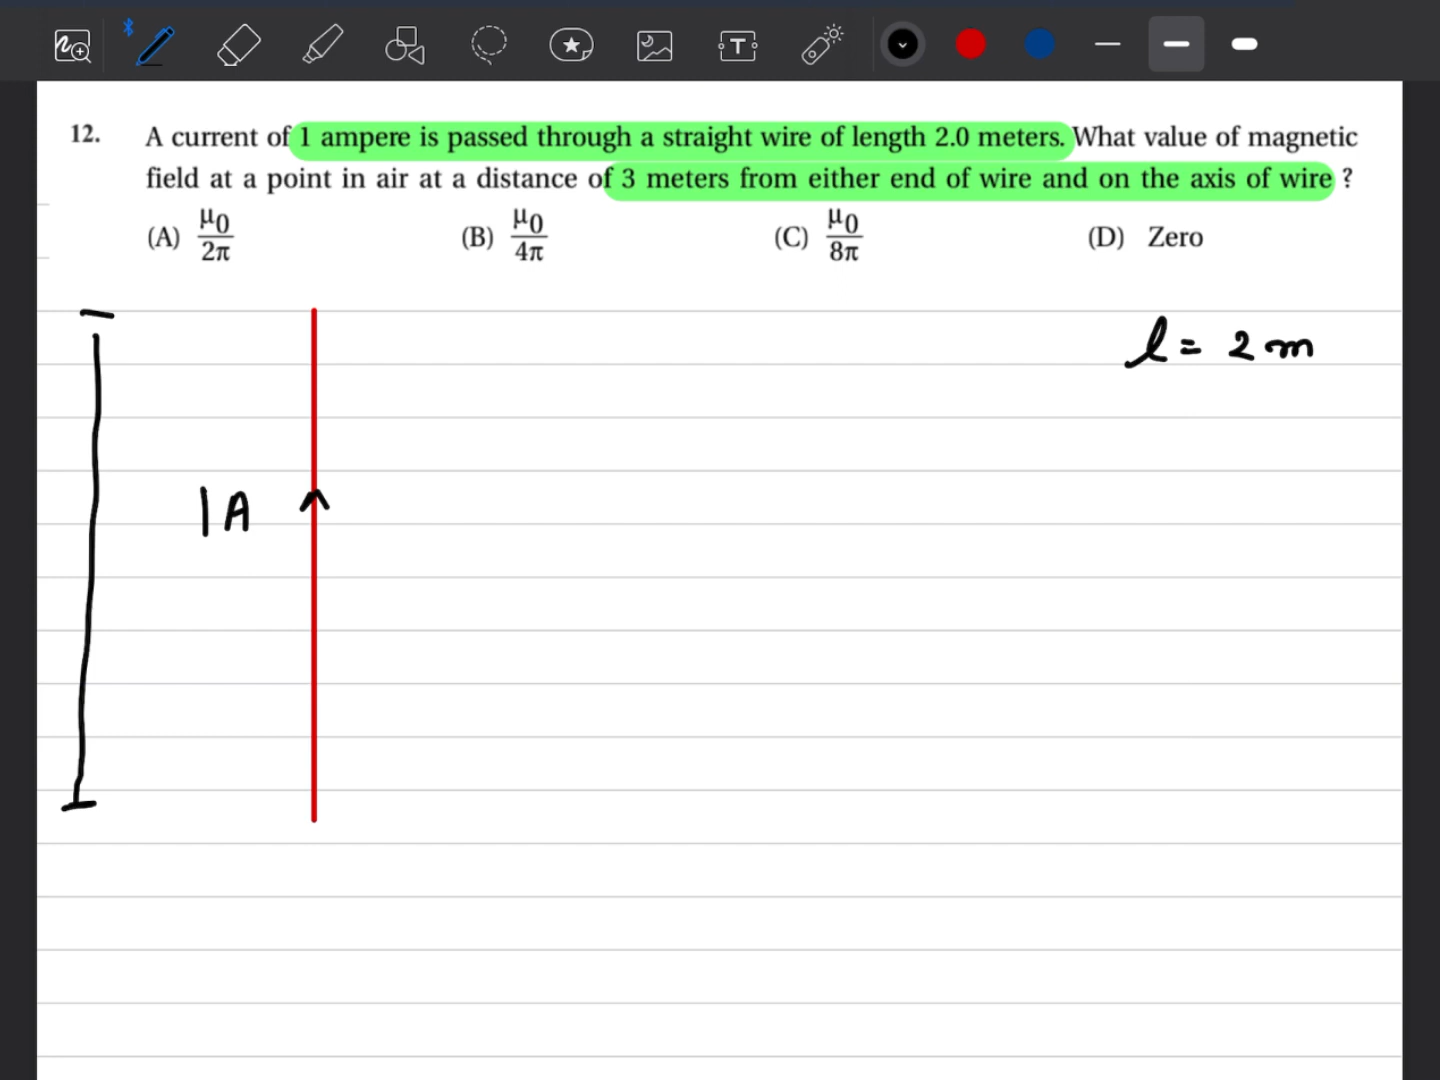 12. A current of 1 ampere is passed through a straight wire of length 2.0 meters. What value of magnetic
field at a point in air at a distance of 3 meters from either end of wire and on the axis of wire ?
(A) μ0/2π (B) μ0/4π (C) μ0/8π (D) Zero
l = 2 m
1 A